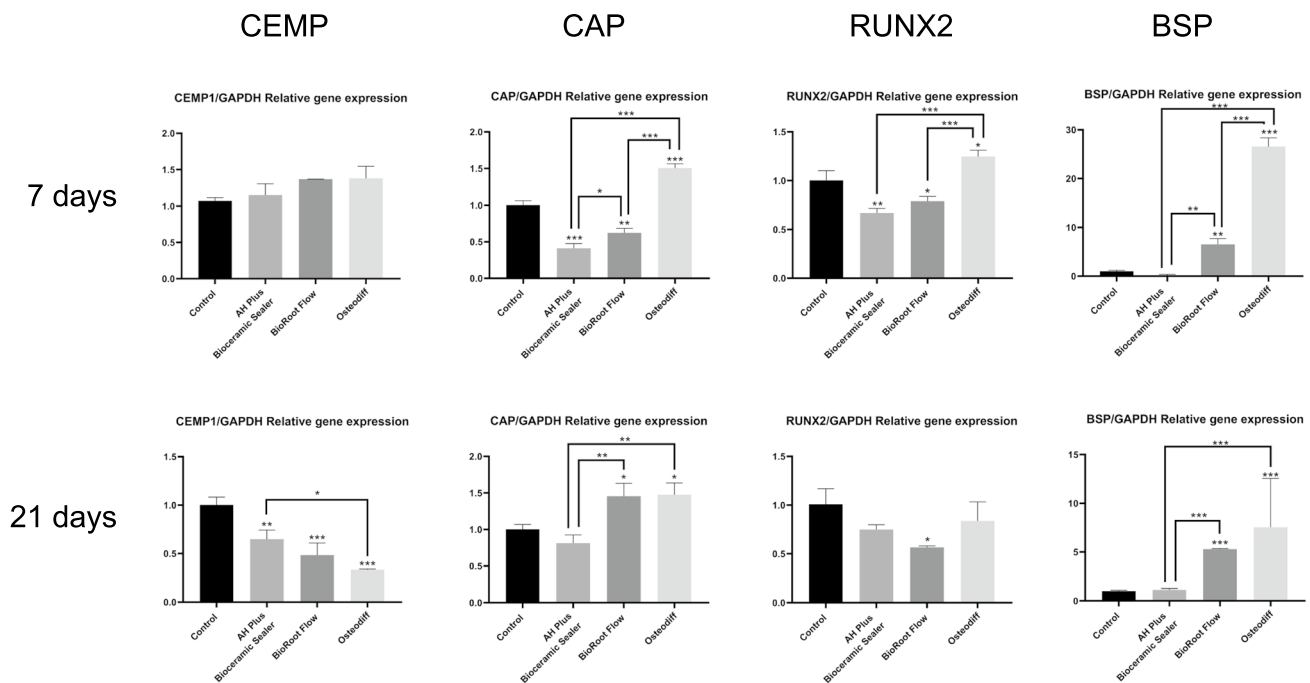 CEMP CAP RUNX2 BSP
7 days
CEMP1/GAPDH Relative gene expression
2.0
1.5
1.0
0.5
0.0
Control
AH Plus
Bioceramic Sealer
BioRoot Flow
Osteodiff
CAP/GAPDH Relative gene expression
2.0
1.5
1.0
0.5
0.0
***
***
*
***
**
***
Control
AH Plus
Bioceramic Sealer
BioRoot Flow
Osteodiff
RUNX2/GAPDH Relative gene expression
1.5
1.0
0.5
0.0
***
***
**
*
*
Control
AH Plus
Bioceramic Sealer
BioRoot Flow
Osteodiff
BSP/GAPDH Relative gene expression
30
20
10
0
***
***
***
**
**
Control
AH Plus
Bioceramic Sealer
BioRoot Flow
Osteodiff
21 days
CEMP1/GAPDH Relative gene expression
1.5
1.0
0.5
0.0
*
**
***
***
Control
AH Plus
Bioceramic Sealer
BioRoot Flow
Osteodiff
CAP/GAPDH Relative gene expression
2.0
1.5
1.0
0.5
0.0
**
**
*
*
Control
AH Plus
Bioceramic Sealer
BioRoot Flow
Osteodiff
RUNX2/GAPDH Relative gene expression
1.5
1.0
0.5
0.0
*
Control
AH Plus
Bioceramic Sealer
BioRoot Flow
Osteodiff
BSP/GAPDH Relative gene expression
15
10
5
0
***
***
***
***
Control
AH Plus
Bioceramic Sealer
BioRoot Flow
Osteodiff